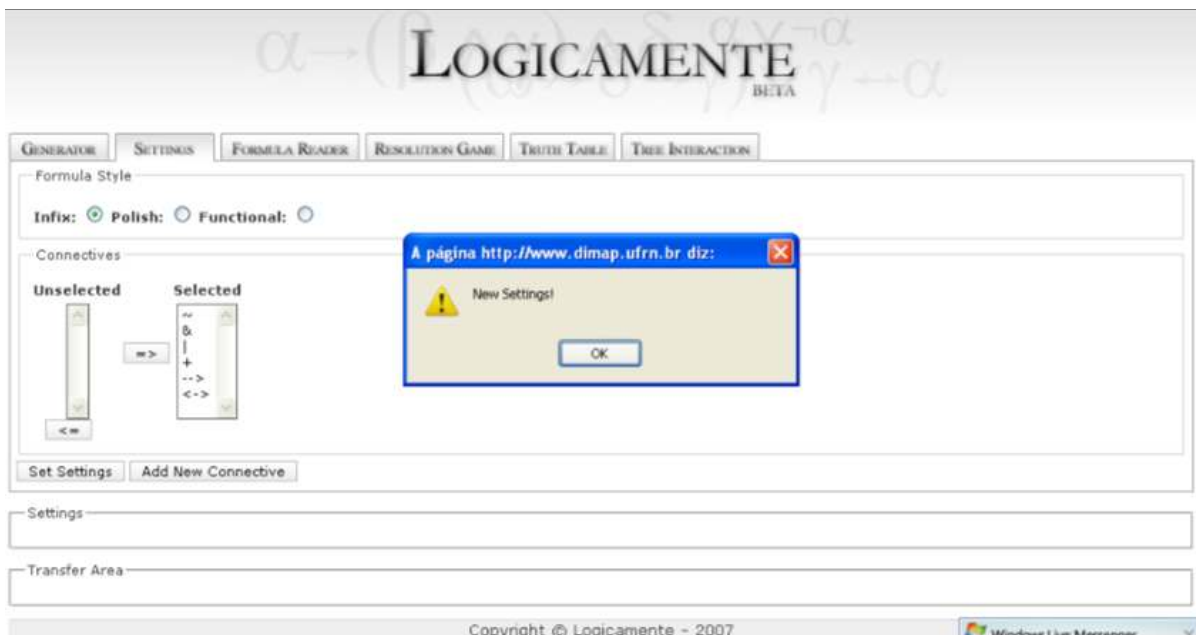 LOGICAMENTE
BETA
GENERATOR SETTINGS FORMULA READER RESOLUTION GAME TRUTH TABLE TREE INTERACTION
Formula Style
Infix: Polish: Functional:
A página http://www.dimap.ufrn.br diz:
New Settings!
OK
Connectives
Unselected Selected
~
&
|
=>
+
-->
<->
<=
Set Settings Add New Connective
Settings
Transfer Area
Copyright © Logicamente - 2007
Windows Live Messenger